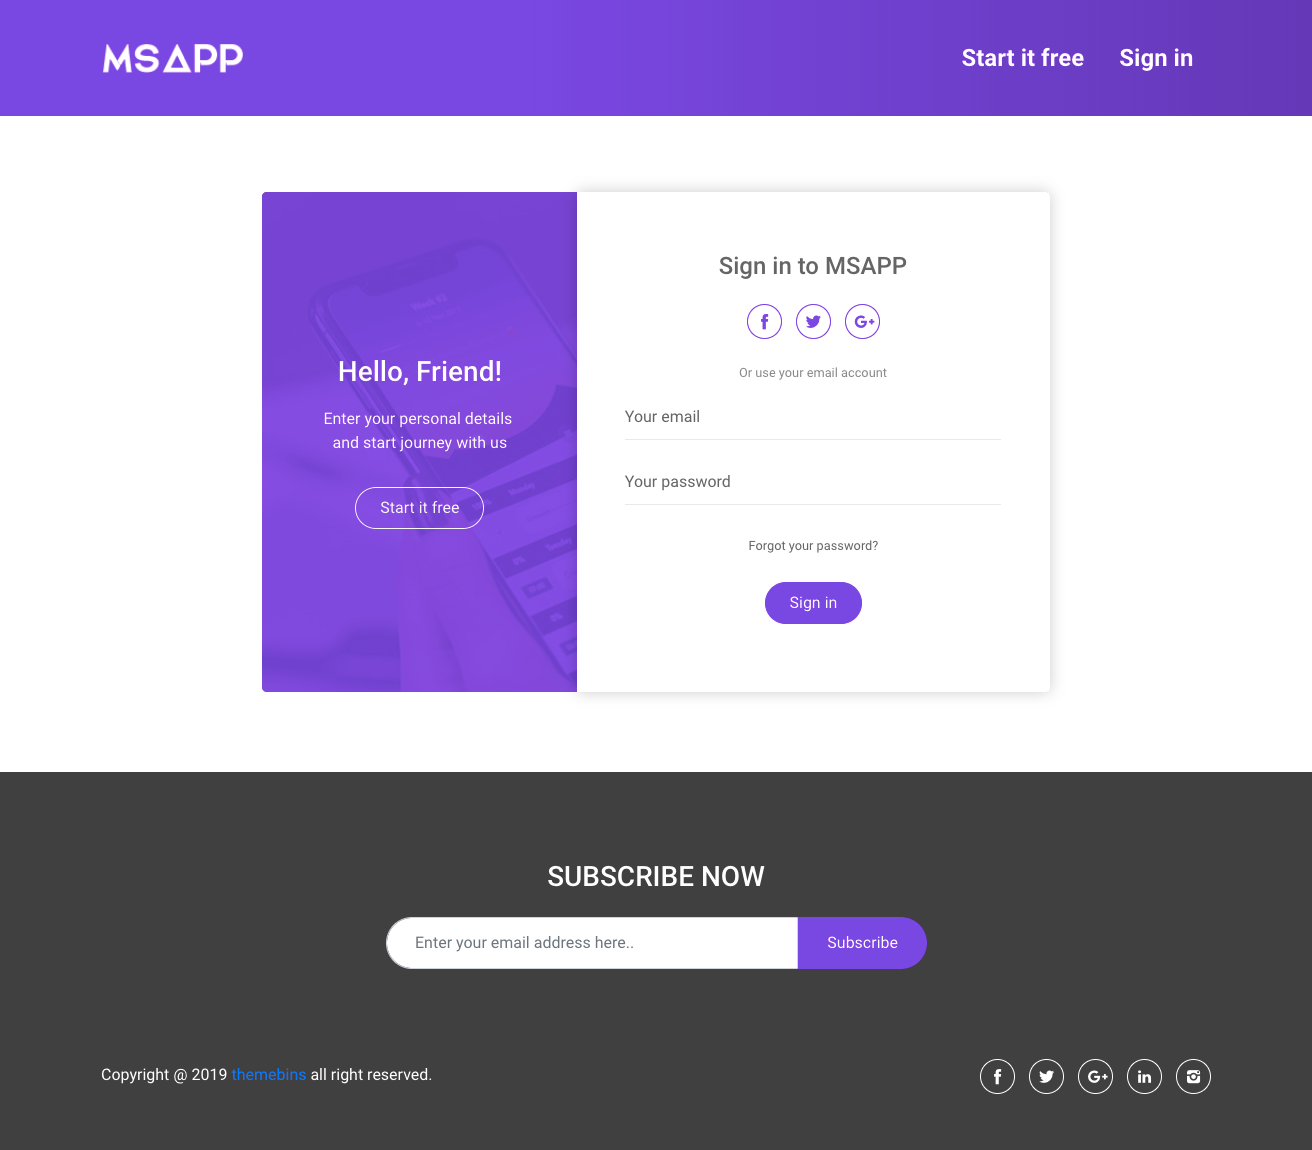 MSAPP
Start it free
Sign in
Hello, Friend!
Enter your personal details
and start journey with us
Start it free
Sign in to MSAPP
Or use your email account
Your email
Your password
Forgot your password?
Sign in
SUBSCRIBE NOW
Enter your email address here..
Subscribe
Copyright @ 2019 themebins all right reserved.